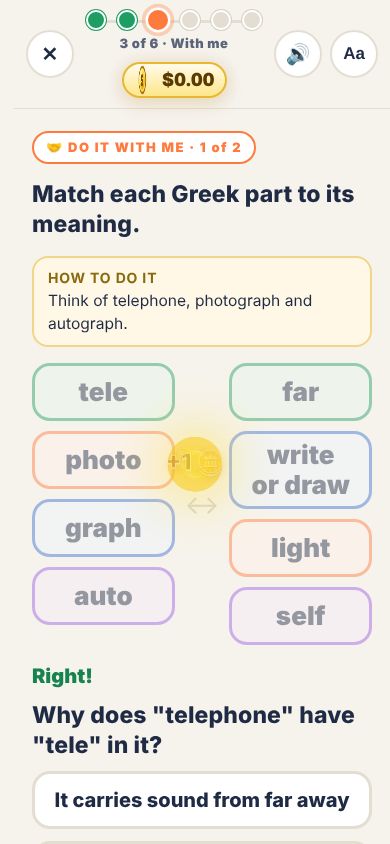 3 of 6 · With me
$0.00
Aa
DO IT WITH ME · 1 of 2
Match each Greek part to its
meaning.
HOW TO DO IT
Think of telephone, photograph and
autograph.
tele
far
photo
+1
write
or draw
graph
light
auto
self
Right!
Why does "telephone" have
"tele" in it?
It carries sound from far away